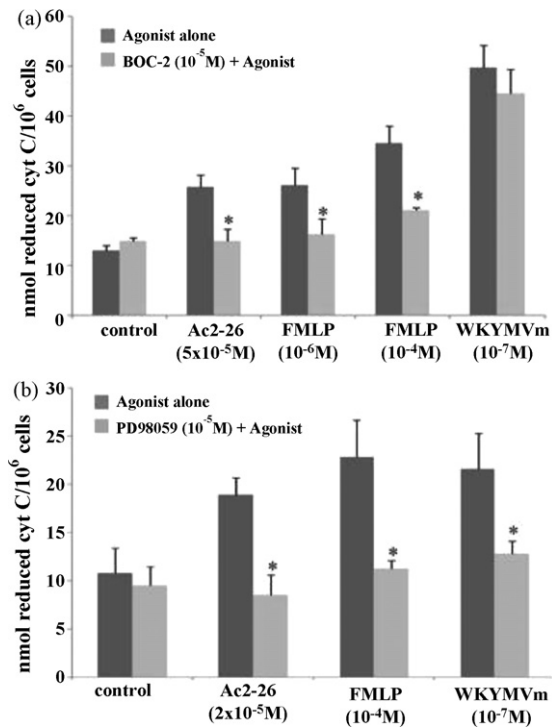 (a)
Agonist alone
BOC-2 (10⁻⁵M) + Agonist
nmol reduced cyt C/10⁶ cells
60
50
40
30
20
10
0
* * *
control Ac2-26 FMLP FMLP WKYMVm
(5x10⁻⁵M) (10⁻⁶M) (10⁻⁴M) (10⁻⁷M)
(b)
Agonist alone
PD98059 (10⁻⁵M) + Agonist
nmol reduced cyt C/10⁶ cells
30
25
20
15
10
5
0
* * *
control Ac2-26 FMLP WKYMVm
(2x10⁻⁵M) (10⁻⁴M) (10⁻⁷M)